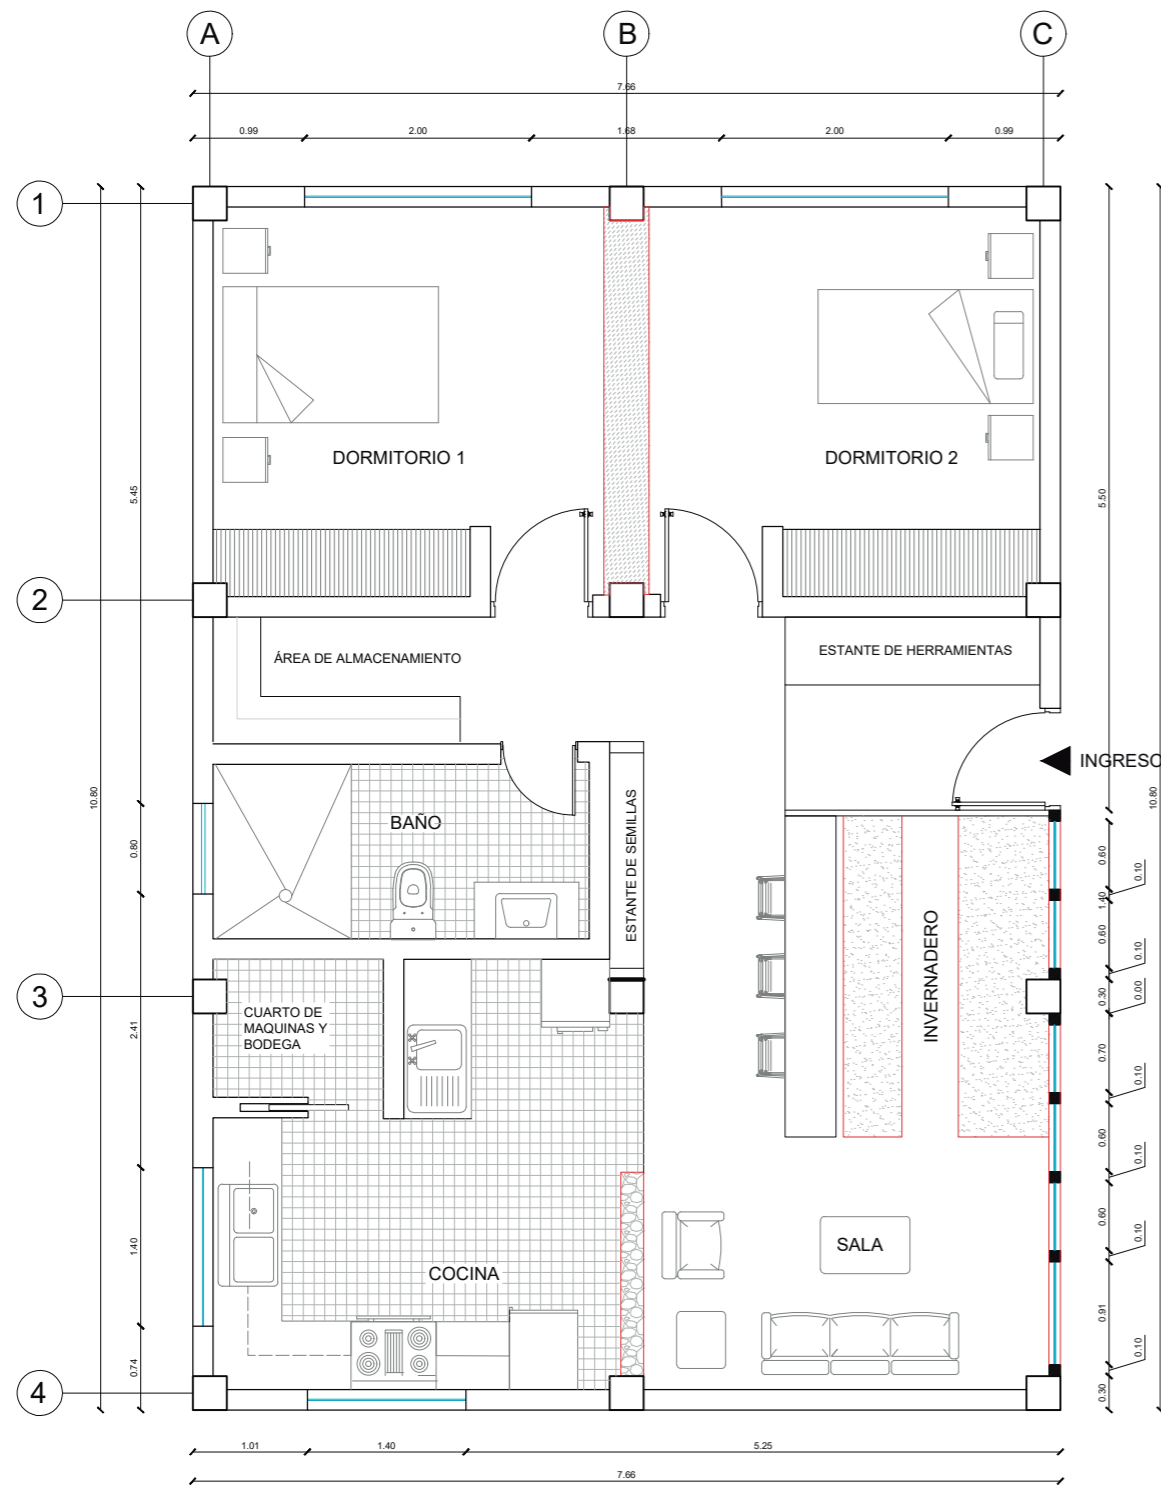 A
B
C
7.66
0.99
2.00
1.68
2.00
0.99
1
DORMITORIO 1
DORMITORIO 2
5.45
5.50
2
ÁREA DE ALMACENAMIENTO
ESTANTE DE HERRAMIENTAS
INGRESO
10.80
10.80
BAÑO
0.80
ESTANTE DE SEMILLAS
INVERNADERO
0.60
0.10
1.40
0.60
0.10
3
CUARTO DE
MAQUINAS Y
BODEGA
2.41
0.30
0.00
0.70
0.10
0.60
0.10
0.60
0.10
SALA
COCINA
1.40
0.91
0.10
0.74
0.30
4
1.01
1.40
5.25
7.66